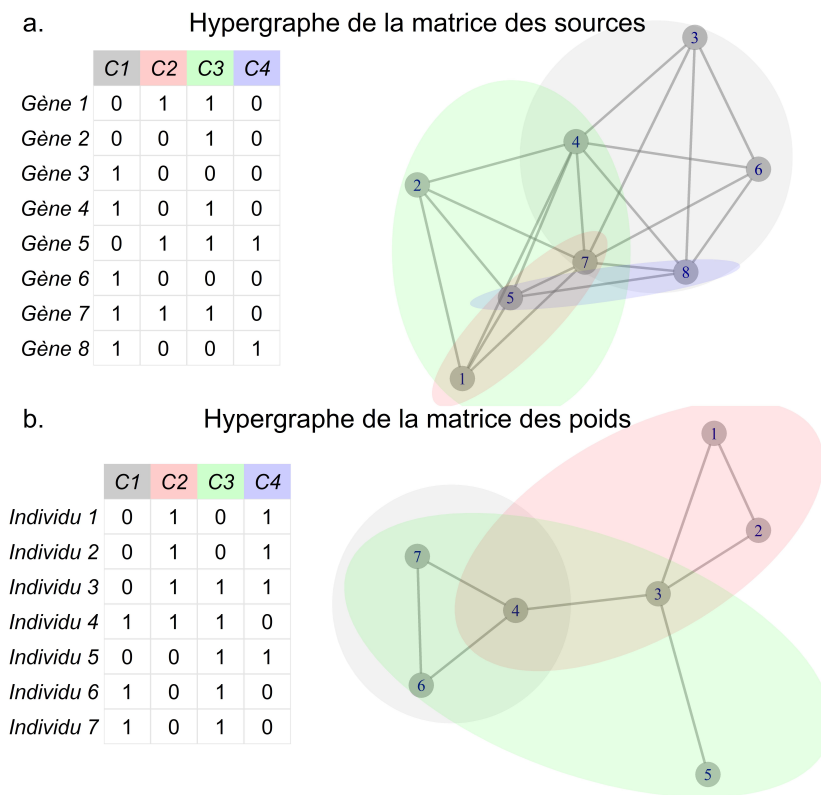 a. Hypergraphe de la matrice des sources
C1 C2 C3 C4
Gène 1 0 1 1 0
Gène 2 0 0 1 0
Gène 3 1 0 0 0
Gène 4 1 0 1 0
Gène 5 0 1 1 1
Gène 6 1 0 0 0
Gène 7 1 1 1 0
Gène 8 1 0 0 1
3
4
6
2
7
8
5
1
b. Hypergraphe de la matrice des poids
C1 C2 C3 C4
Individu 1 0 1 0 1
Individu 2 0 1 0 1
Individu 3 0 1 1 1
Individu 4 1 1 1 0
Individu 5 0 0 1 1
Individu 6 1 0 1 0
Individu 7 1 0 1 0
1
2
7
3
4
6
5